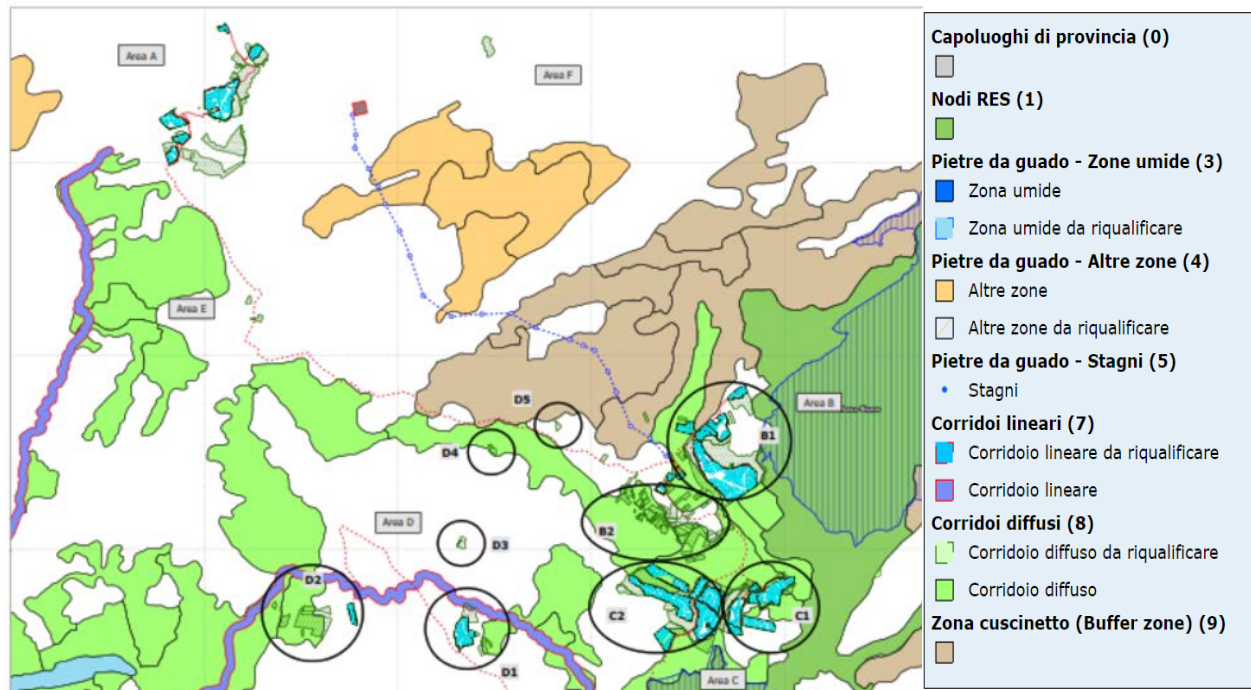 Area A
Area F
Area E
Area B
D5
B1
D4
Area D
B2
D3
D2
C2
C1
D1
Area C
Capoluoghi di provincia (0)
Nodi RES (1)
Pietre da guado - Zone umide (3)
Zona umide
Zona umide da riqualificare
Pietre da guado - Altre zone (4)
Altre zone
Altre zone da riqualificare
Pietre da guado - Stagni (5)
Stagni
Corridoi lineari (7)
Corridoio lineare da riqualificare
Corridoio lineare
Corridoi diffusi (8)
Corridoio diffuso da riqualificare
Corridoio diffuso
Zona cuscinetto (Buffer zone) (9)